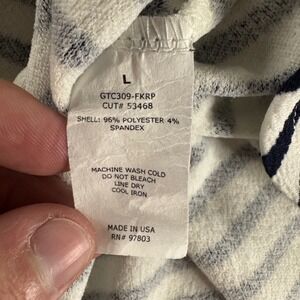 L
GTC309-FKRP
CUT# 53468
SHELL: 96% POLYESTER 4%
SPANDEX
MACHINE WASH COLD
DO NOT BLEACH
LINE DRY
COOL IRON
MADE IN USA
RN# 97803